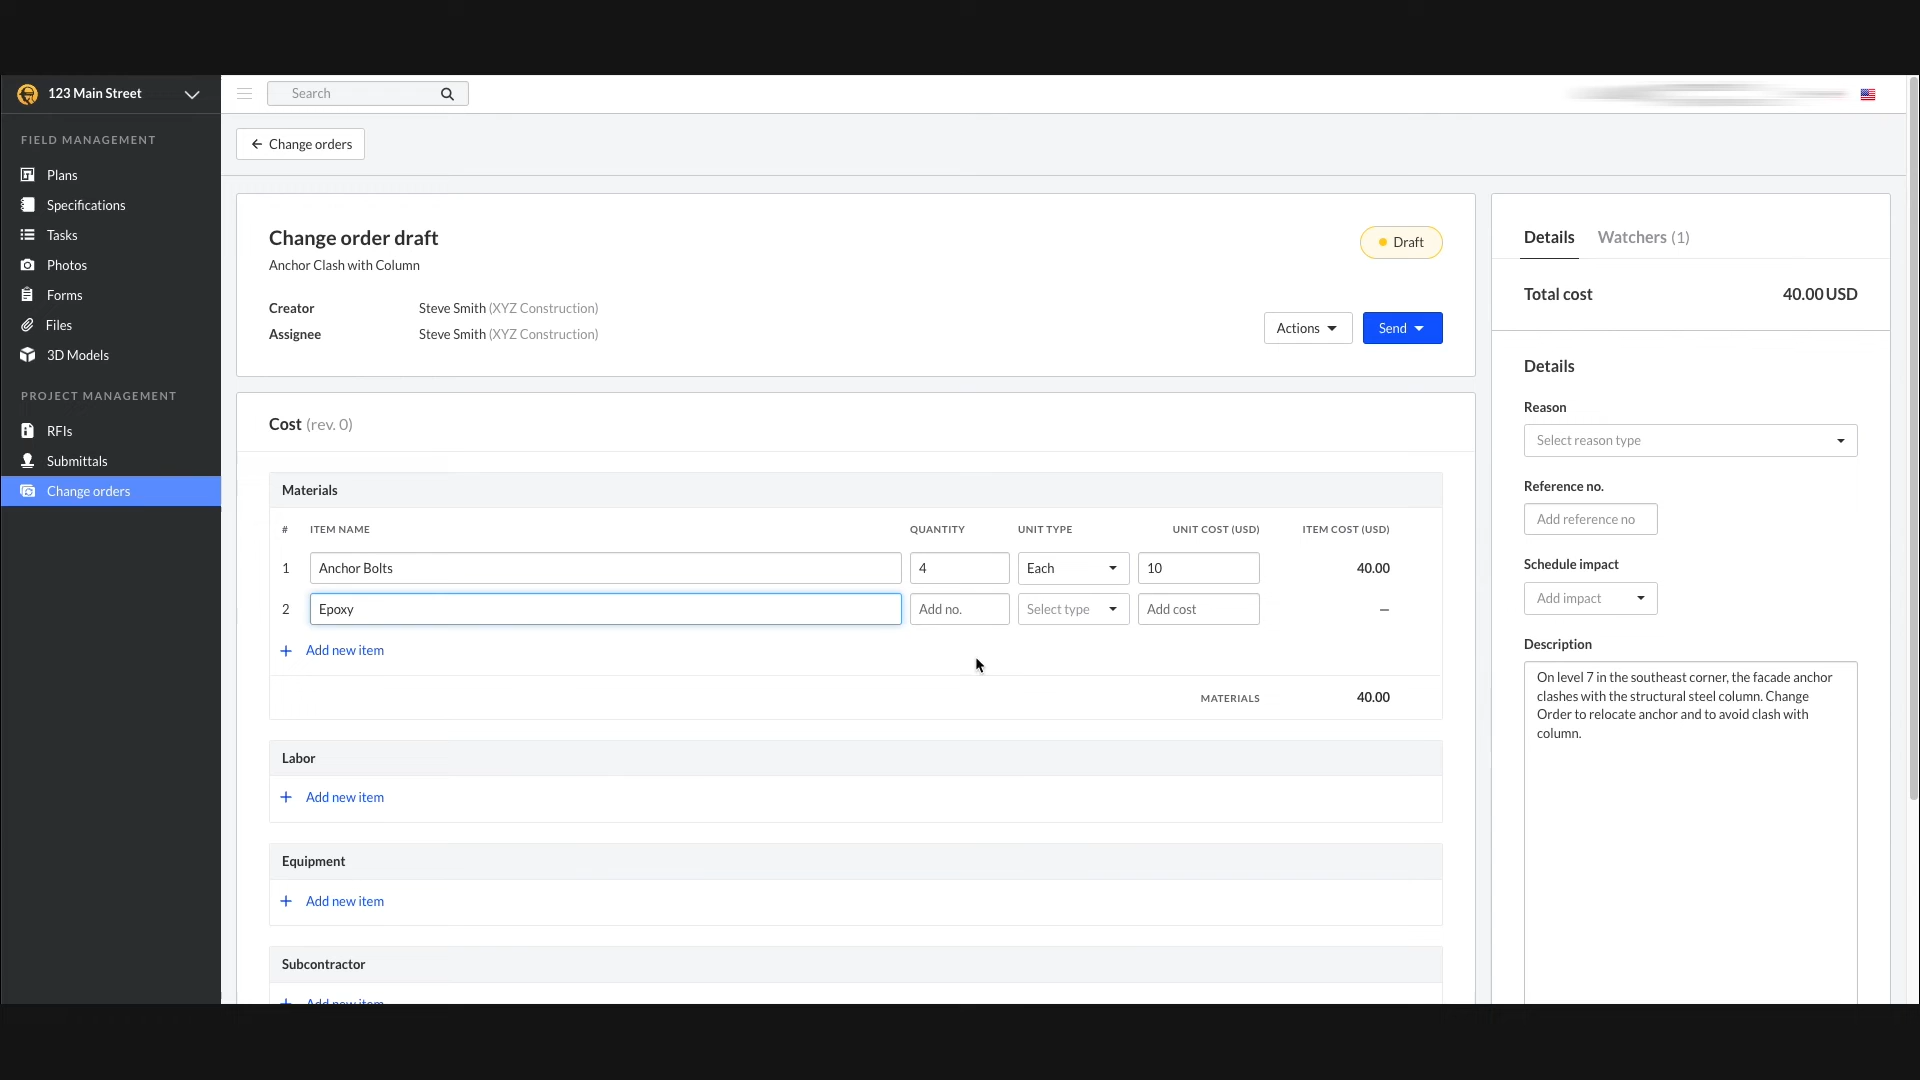 123 Main Street
Search
FIELD MANAGEMENT
Plans
Specifications
Tasks
Photos
Forms
Files
3D Models
PROJECT MANAGEMENT
RFIs
Submittals
Change orders
← Change orders
Change order draft
Draft
Anchor Clash with Column
Creator Steve Smith (XYZ Construction)
Assignee Steve Smith (XYZ Construction)
Actions
Send
Cost (rev. 0)
Materials
# ITEM NAME QUANTITY UNIT TYPE UNIT COST (USD) ITEM COST (USD)
1 Anchor Bolts 4 Each 10 40.00
2 Epoxy Add no. Select type Add cost —
+ Add new item
MATERIALS 40.00
Labor
+ Add new item
Equipment
+ Add new item
Subcontractor
+ Add new item
Details Watchers (1)
Total cost 40.00 USD
Details
Reason
Select reason type
Reference no.
Add reference no
Schedule impact
Add impact
Description
On level 7 in the southeast corner, the facade anchor
clashes with the structural steel column. Change
Order to relocate anchor and to avoid clash with
column.